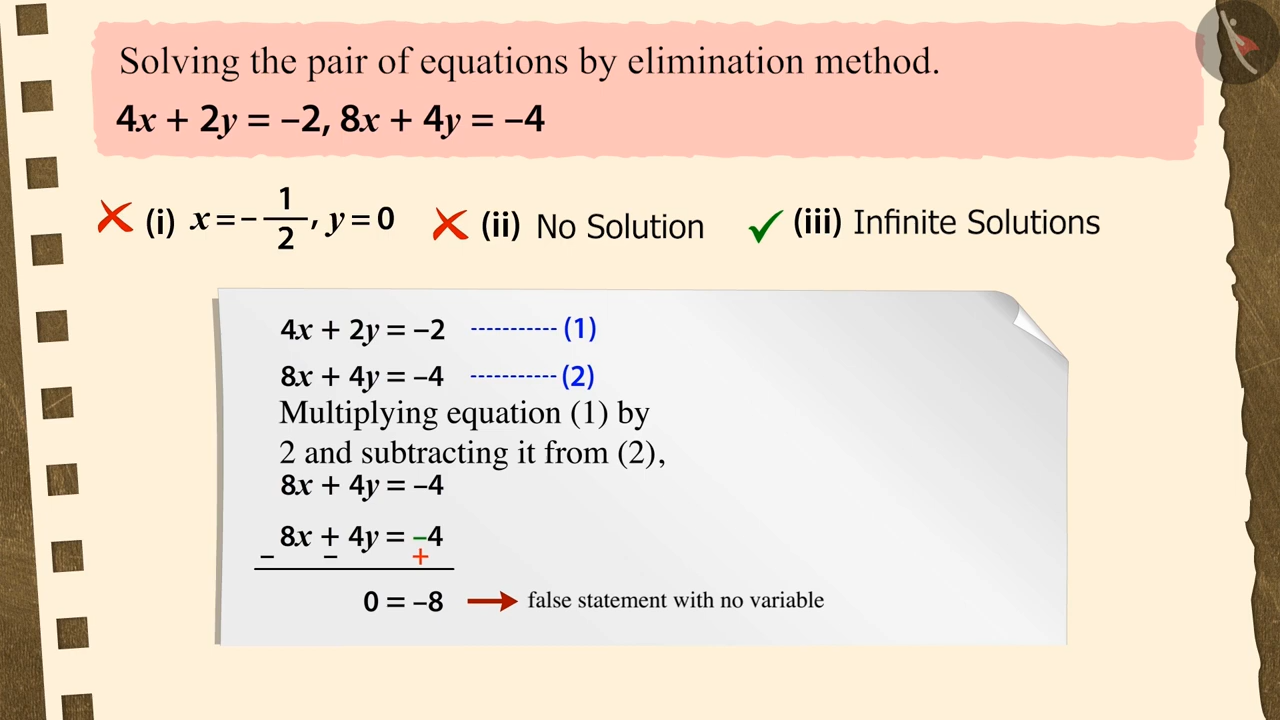 Solving the pair of equations by elimination method.
4x + 2y = –2, 8x + 4y = –4
(i) x = – 1/2, y = 0 (ii) No Solution (iii) Infinite Solutions
4x + 2y = –2 ----------- (1)
8x + 4y = –4 ----------- (2)
Multiplying equation (1) by
2 and subtracting it from (2),
8x + 4y = –4
8x + 4y = –4
– – +
0 = –8 → false statement with no variable